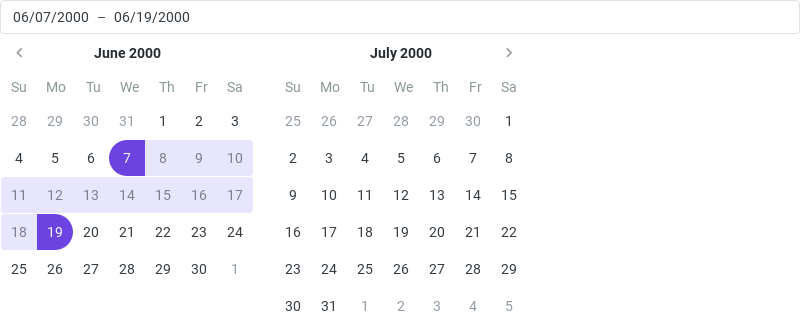 06/07/2000 – 06/19/2000
June 2000
Su Mo Tu We Th Fr Sa
28 29 30 31 1 2 3
4 5 6 7 8 9 10
11 12 13 14 15 16 17
18 19 20 21 22 23 24
25 26 27 28 29 30 1
July 2000
Su Mo Tu We Th Fr Sa
25 26 27 28 29 30 1
2 3 4 5 6 7 8
9 10 11 12 13 14 15
16 17 18 19 20 21 22
23 24 25 26 27 28 29
30 31 1 2 3 4 5